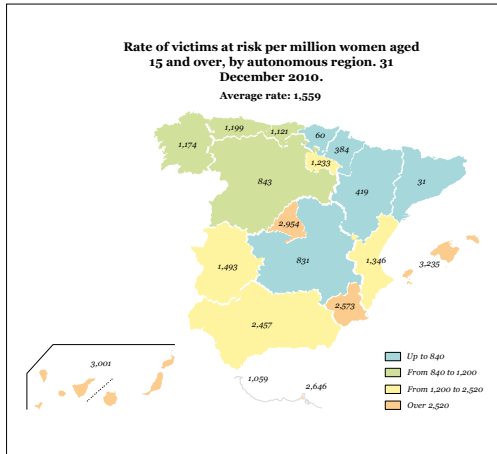 Rate of victims at risk per million women aged
15 and over, by autonomous region. 31
December 2010.
Average rate: 1,559
1,174
1,199
1,121
60
384
1,233
843
419
31
2,954
1,493
831
1,346
3,235
2,573
2,457
3,001
1,059
2,646
Up to 840
From 840 to 1,200
From 1,200 to 2,520
Over 2,520